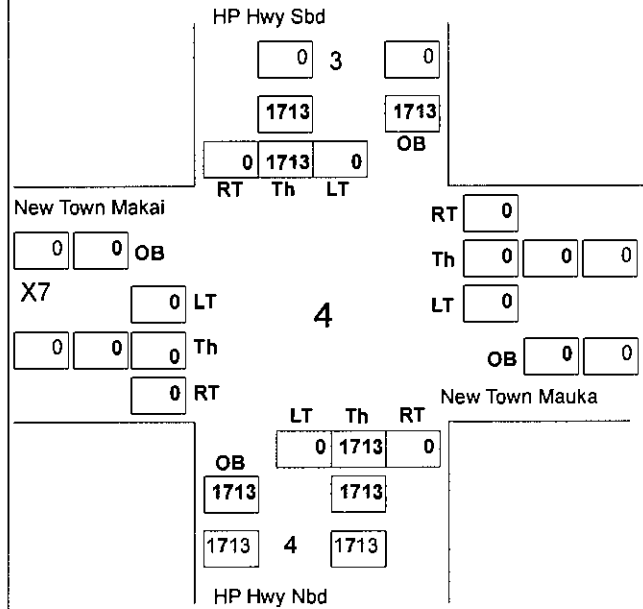 HP Hwy Sbd
0 3 0
1713 1713
OB
0 1713 0
RT Th LT
New Town Makai
RT 0
0 0 OB
Th 0 0 0
X7
0 LT
4
LT 0
0 0 0 Th
OB 0 0
0 RT
New Town Mauka
LT Th RT
0 1713 0
OB
1713 1713
1713 4 1713
HP Hwy Nbd